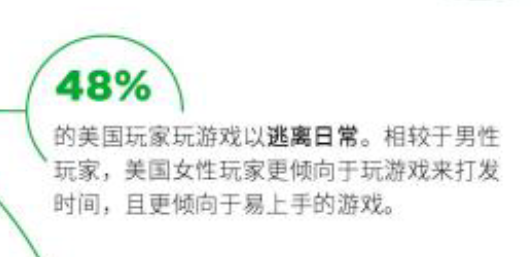 48%
的美国玩家玩游戏以逃离日常。相较于男性
玩家，美国女性玩家更倾向于玩游戏来打发
时间，且更倾向于易上手的游戏。